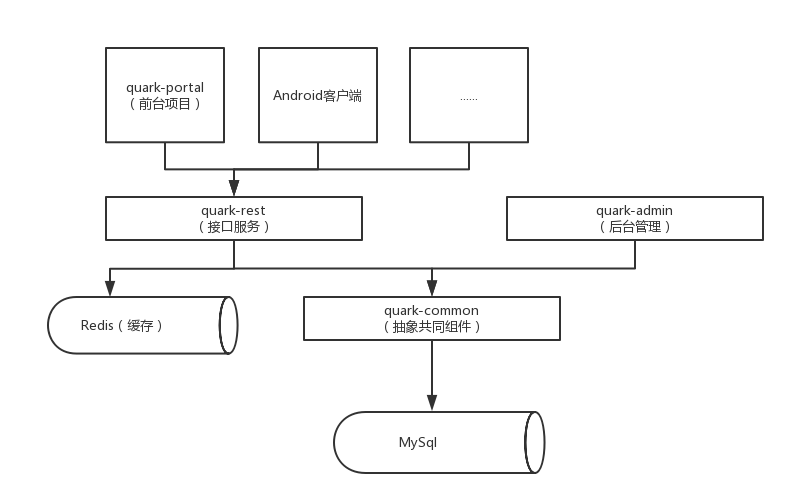 quark-portal
（前台项目）
Android客户端
......
quark-rest
（接口服务）
quark-admin
（后台管理）
Redis（缓存）
quark-common
（抽象共同组件）
MySql